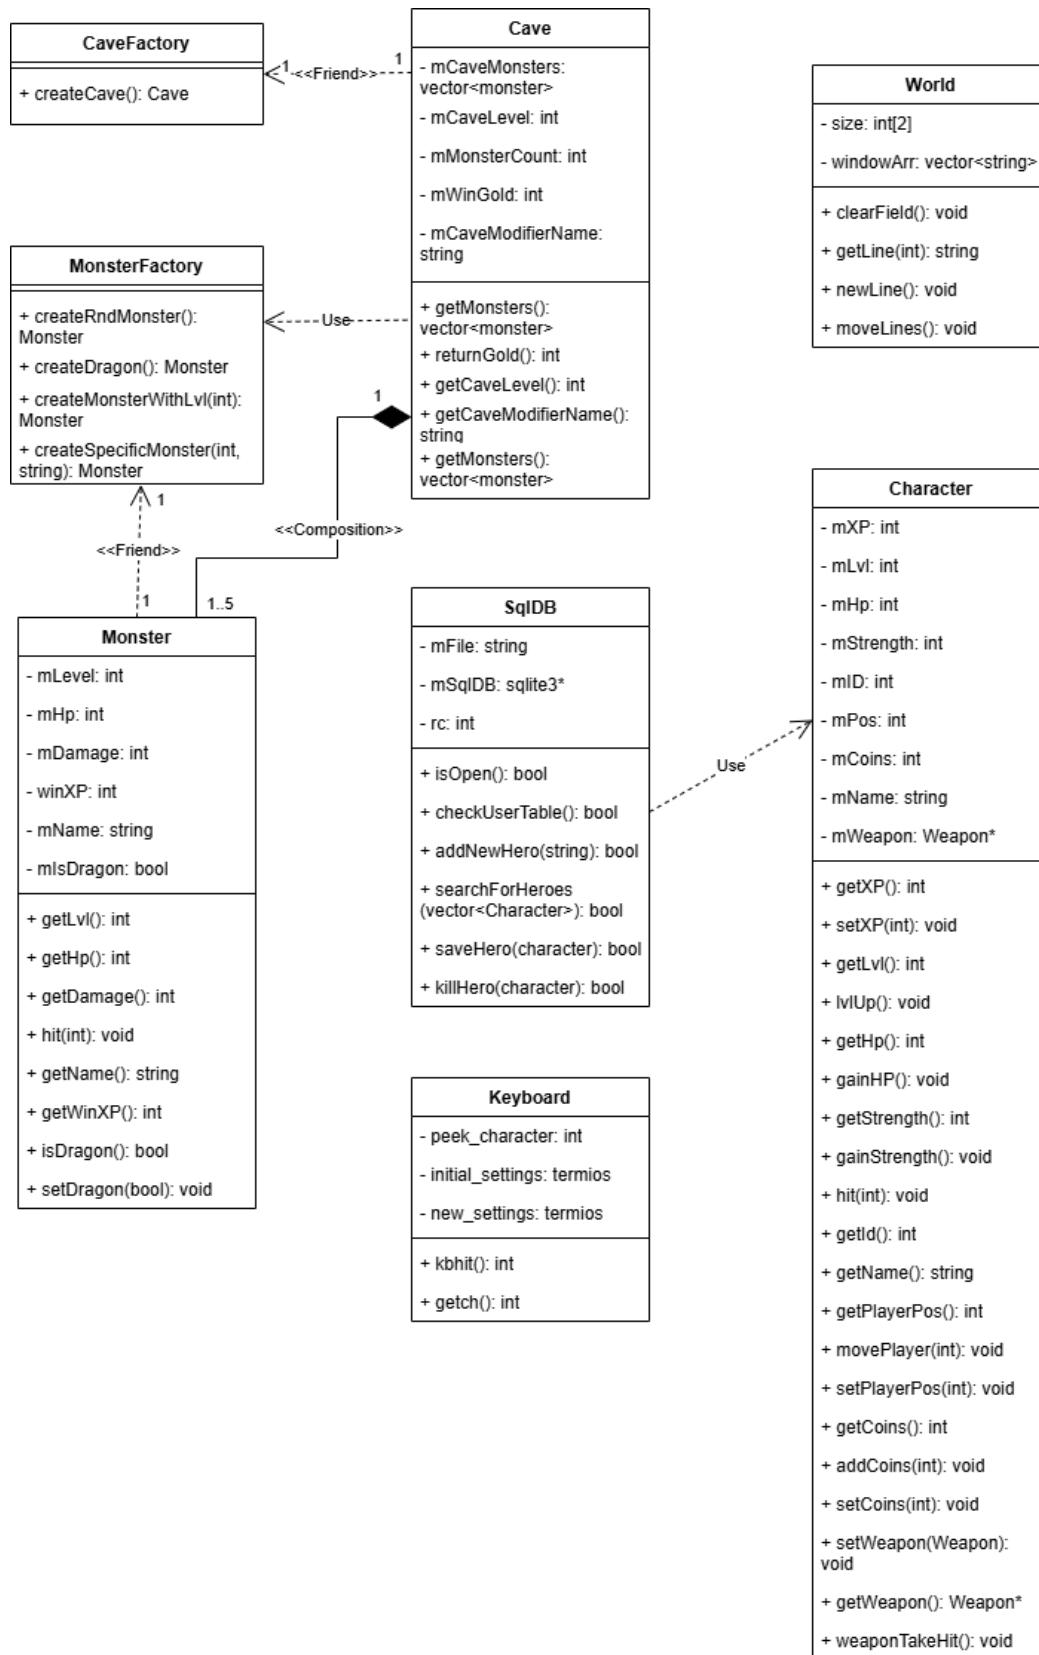 CaveFactory
+ createCave(): Cave
1
<<Friend>>
1
Cave
- mCaveMonsters:
vector<monster>
- mCaveLevel: int
- mMonsterCount: int
- mWinGold: int
- mCaveModifierName:
string
+ getMonsters():
vector<monster>
+ returnGold(): int
+ getCaveLevel(): int
+ getCaveModifierName():
string
+ getMonsters():
vector<monster>
World
- size: int[2]
- windowArr: vector<string>
+ clearField(): void
+ getLine(int): string
+ newLine(): void
+ moveLines(): void
MonsterFactory
+ createRndMonster():
Monster
+ createDragon(): Monster
+ createMonsterWithLvl(int):
Monster
+ createSpecificMonster(int,
string): Monster
Use
1
<<Composition>>
1..5
1
<<Friend>>
1
Monster
- mLevel: int
- mHp: int
- mDamage: int
- winXP: int
- mName: string
- mIsDragon: bool
+ getLvl(): int
+ getHp(): int
+ getDamage(): int
+ hit(int): void
+ getName(): string
+ getWinXP(): int
+ isDragon(): bool
+ setDragon(bool): void
SqlDB
- mFile: string
- mSqlDB: sqlite3*
- rc: int
+ isOpen(): bool
+ checkUserTable(): bool
+ addNewHero(string): bool
+ searchForHeroes
(vector<Character>): bool
+ saveHero(character): bool
+ killHero(character): bool
Use
Keyboard
- peek_character: int
- initial_settings: termios
- new_settings: termios
+ kbhit(): int
+ getch(): int
Character
- mXP: int
- mLvl: int
- mHp: int
- mStrength: int
- mID: int
- mPos: int
- mCoins: int
- mName: string
- mWeapon: Weapon*
+ getXP(): int
+ setXP(int): void
+ getLvl(): int
+ lvlUp(): void
+ getHp(): int
+ gainHP(): void
+ getStrength(): int
+ gainStrength(): void
+ hit(int): void
+ getId(): int
+ getName(): string
+ getPlayerPos(): int
+ movePlayer(int): void
+ setPlayerPos(int): void
+ getCoins(): int
+ addCoins(int): void
+ setCoins(int): void
+ setWeapon(Weapon):
void
+ getWeapon(): Weapon*
+ weaponTakeHit(): void